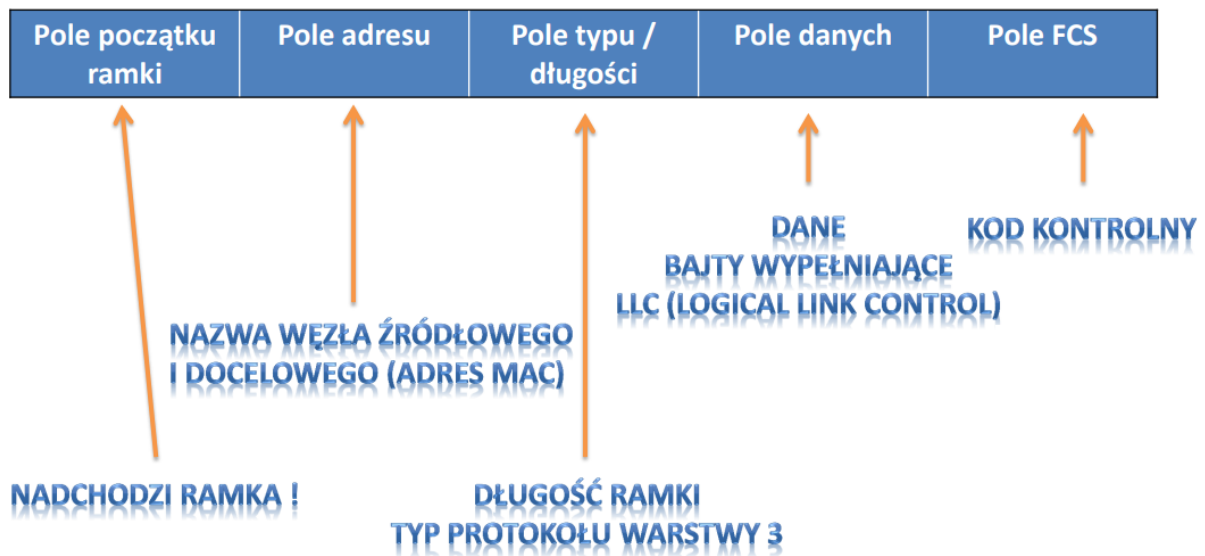 Pole początku ramki
Pole adresu
Pole typu / długości
Pole danych
Pole FCS
DANE
BAJTY WYPEŁNIAJĄCE
LLC (LOGICAL LINK CONTROL)
KOD KONTROLNY
NAZWA WĘZŁA ŹRÓDŁOWEGO
I DOCELOWEGO (ADRES MAC)
NADCHODZI RAMKA !
DŁUGOŚĆ RAMKI
TYP PROTOKOŁU WARSTWY 3